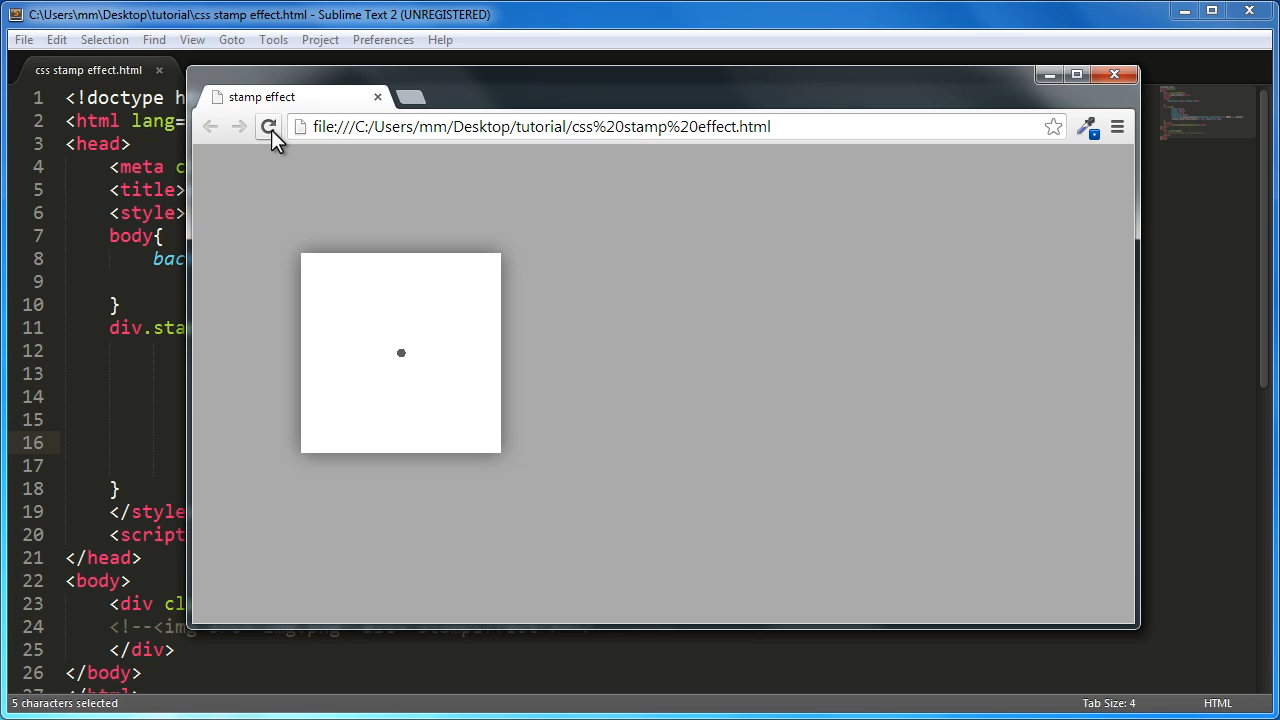 C:\Users\mm\Desktop\tutorial\css stamp effect.html - Sublime Text 2 (UNREGISTERED)
File Edit Selection Find View Goto Tools Project Preferences Help
css stamp effect.html ×
stamp effect ×
file:///C:/Users/mm/Desktop/tutorial/css%20stamp%20effect.html
1 <!doctype h
2 <html lang=
3 <head>
4 <meta c
5 <title>
6 <style>
7 body{
8 bac
9
10 }
11 div.sta
12
13
14
15
16
17
18 }
19 </style
20 <script
21 </head>
22 <body>
23 <div cl
24 <!--<im
25 </div>
26 </body>
27
5 characters selected
Tab Size: 4
HTML